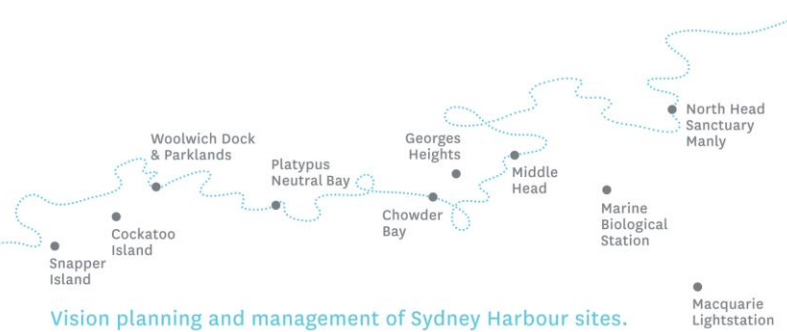 North Head
Sanctuary
Manly
Woolwich Dock
& Parklands
Georges
Heights
Platypus
Neutral Bay
Middle
Head
Chowder
Bay
Marine
Biological
Station
Cockatoo
Island
Snapper
Island
Macquarie
Lightstation
Vision planning and management of Sydney Harbour sites.